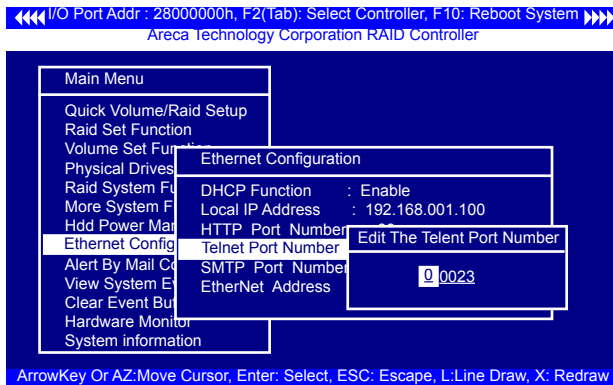 I/O Port Addr : 28000000h, F2(Tab): Select Controller, F10: Reboot System
Areca Technology Corporation RAID Controller
Main Menu
Quick Volume/Raid Setup
Raid Set Function
Volume Set Function
Physical Drives
Raid System Fu
More System F
Hdd Power Mar
Ethernet Config
Alert By Mail Co
View System Ev
Clear Event But
Hardware Monitor
System information
Ethernet Configuration
DHCP Function : Enable
Local IP Address : 192.168.001.100
HTTP Port Number
Telnet Port Number
SMTP Port Number
EtherNet Address
Edit The Telent Port Number
0 0023
ArrowKey Or AZ:Move Cursor, Enter: Select, ESC: Escape, L:Line Draw, X: Redraw